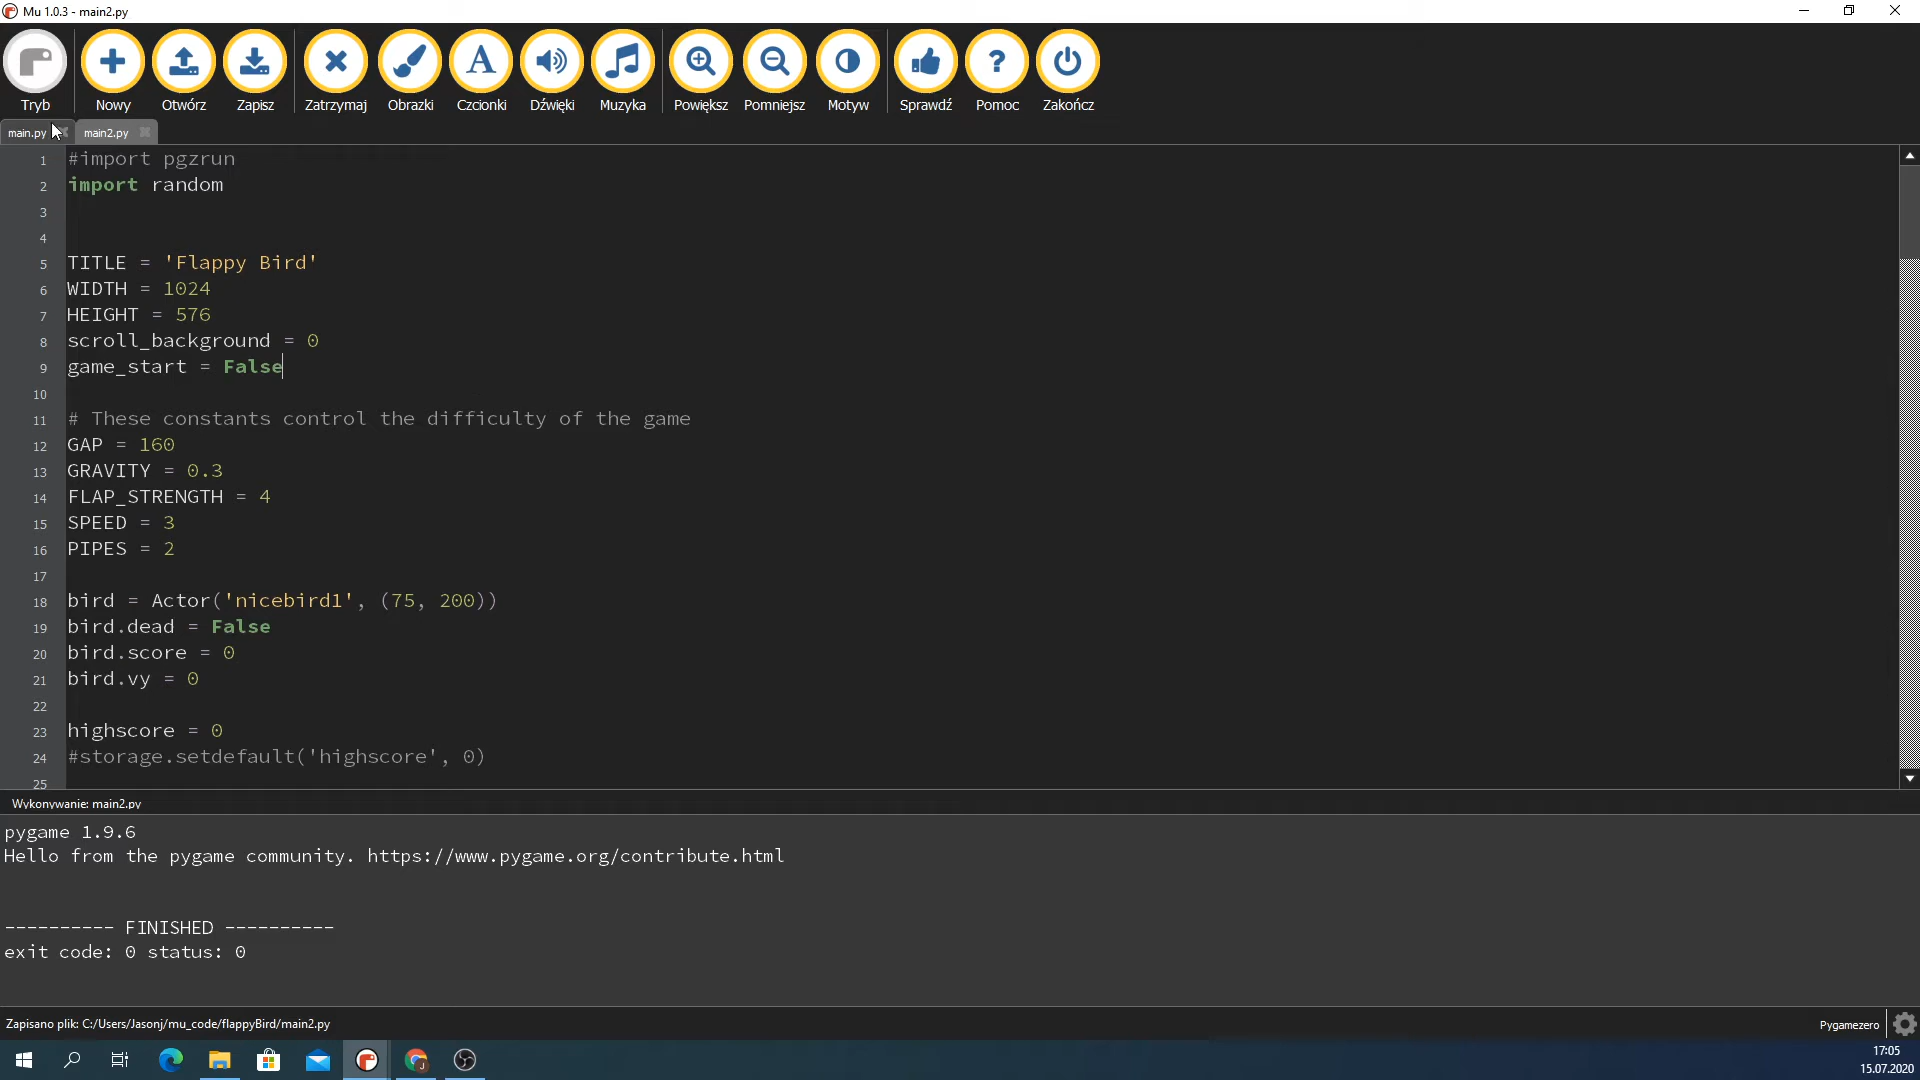 Mu 1.0.3 - main2.py
Tryb Nowy Otwórz Zapisz Zatrzymaj Obrazki Czcionki Dźwięki Muzyka Powiększ Pomniejsz Motyw Sprawdź Pomoc Zakończ
main.py main2.py
1 #import pgzrun
2 import random
3
4
5 TITLE = 'Flappy Bird'
6 WIDTH = 1024
7 HEIGHT = 576
8 scroll_background = 0
9 game_start = False
10
11 # These constants control the difficulty of the game
12 GAP = 160
13 GRAVITY = 0.3
14 FLAP_STRENGTH = 4
15 SPEED = 3
16 PIPES = 2
17
18 bird = Actor('nicebird1', (75, 200))
19 bird.dead = False
20 bird.score = 0
21 bird.vy = 0
22
23 highscore = 0
24 #storage.setdefault('highscore', 0)
25
Wykonywanie: main2.py
pygame 1.9.6
Hello from the pygame community. https://www.pygame.org/contribute.html
---------- FINISHED ----------
exit code: 0 status: 0
Zapisano plik: C:/Users/Jasonj/mu_code/flappyBird/main2.py
Pygamezero
17:05
15.07.2020